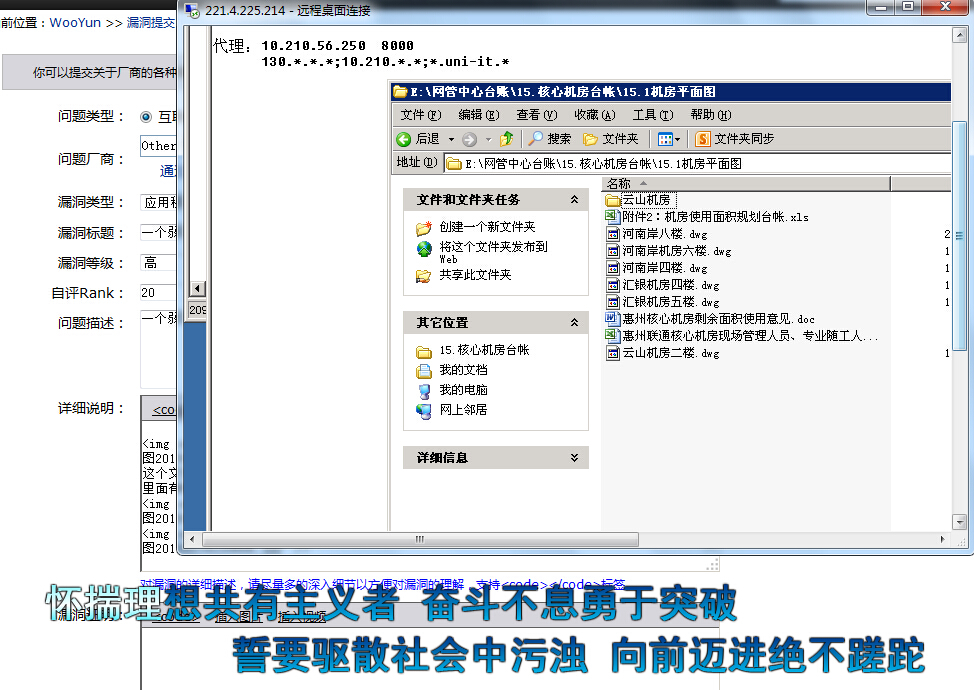 221.4.225.214 - 远程桌面连接
前位置：WooYun >> 漏洞提交
代理：10.210.56.250 8000
130.*.*.*;10.210.*.*;*.uni-it.*
你可以提交关于厂商的各种
E:\网管中心台账\15.核心机房台帐\15.1机房平面图
文件(F) 编辑(E) 查看(V) 收藏(A) 工具(T) 帮助(H)
后退 搜索 文件夹 文件夹同步
地址(D) E:\网管中心台账\15.核心机房台帐\15.1机房平面图
名称
文件和文件夹任务
创建一个新文件夹
将这个文件夹发布到
Web
共享此文件夹
其它位置
15.核心机房台帐
我的文档
我的电脑
网上邻居
详细信息
云山机房
附件2：机房使用面积规划台帐.xls
河南岸八楼.dwg 2
河南岸机房六楼.dwg 1
河南岸四楼.dwg 1
汇银机房四楼.dwg 1
汇银机房五楼.dwg 1
惠州核心机房剩余面积使用意见.doc
惠州联通核心机房现场管理人员、专业随工人...
云山机房二楼.dwg 1
问题类型：
问题厂商： Other
通
漏洞类型： 应用
漏洞标题： 一个弱
漏洞等级： 高
自评Rank： 20
问题描述： 一个弱
209
详细说明： <co
<img
图201
这个文
里面有
<img
图201
<img
图201
对漏洞的详细描述，请尽量多的深入细节以方便对漏洞的理解，支持<code></code>标签
插入图片 插入视频
怀揣理想共有主义者 奋斗不息勇于突破
誓要驱散社会中污浊 向前迈进绝不蹉跎